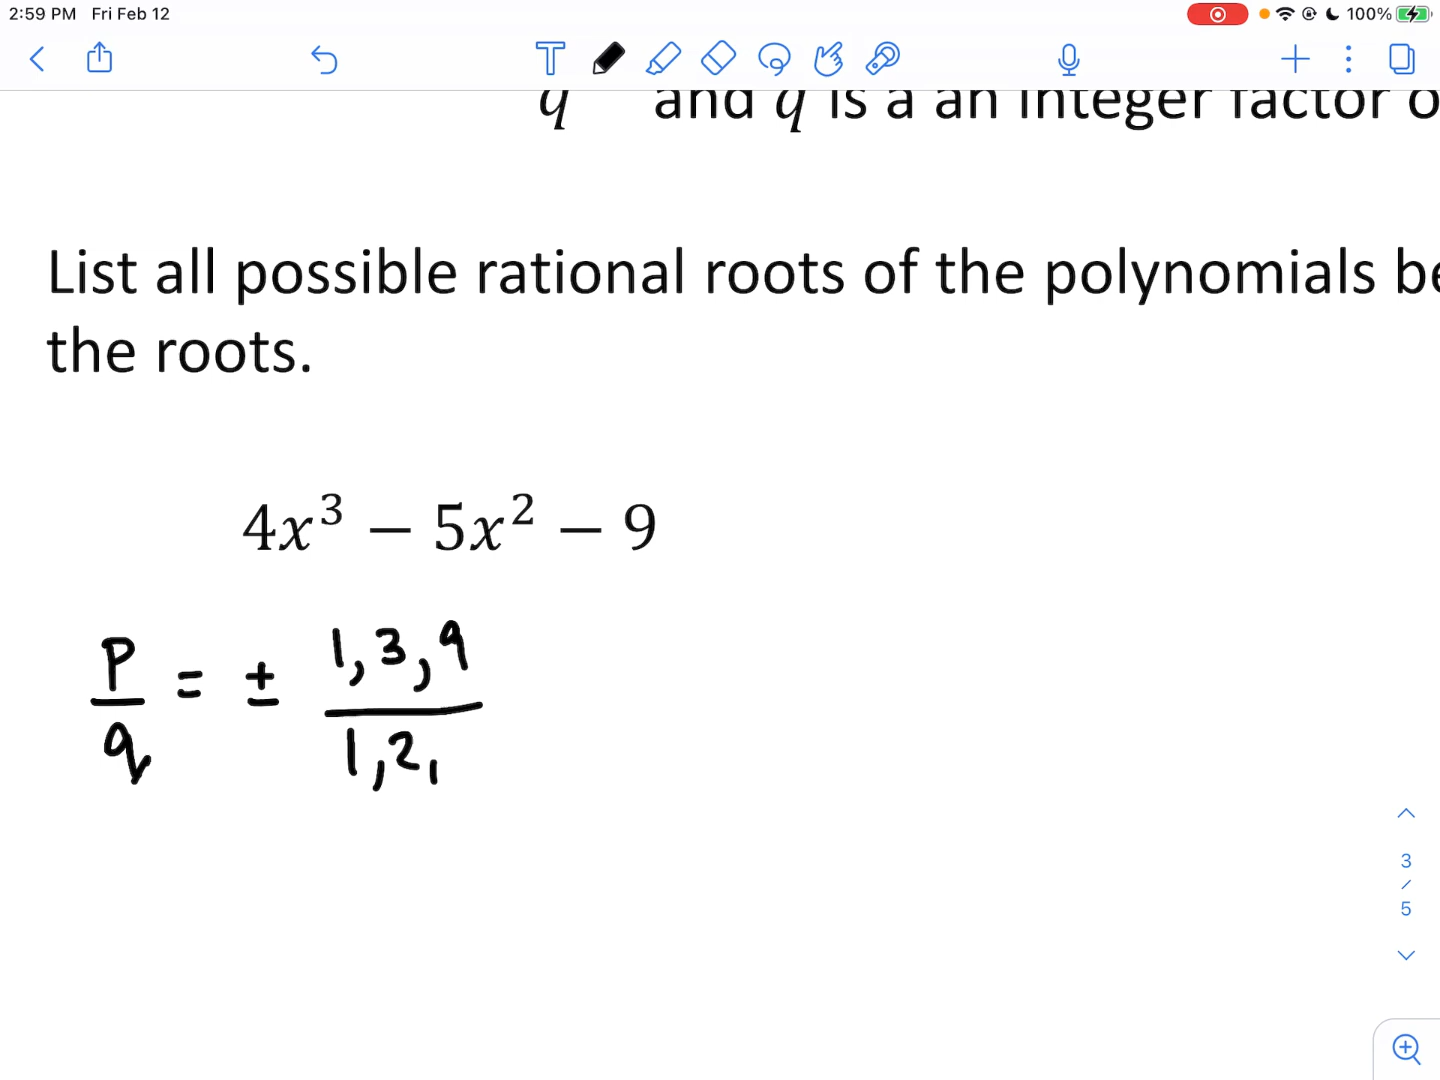 2:59 PM Fri Feb 12
100%
T
q and q is a an integer factor o
List all possible rational roots of the polynomials be
the roots.
4x³ − 5x² − 9
p/q = ± 1,3,9 / 1,2,
3
/
5